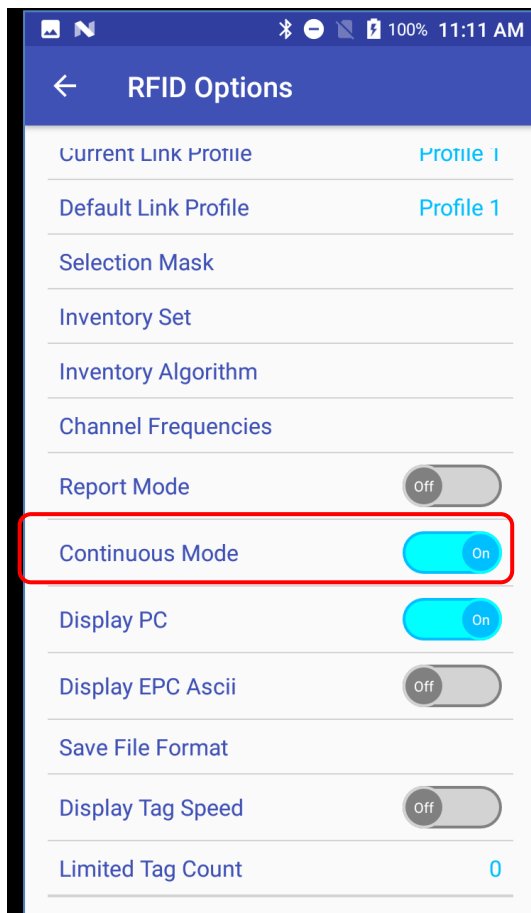 100% 11:11 AM
RFID Options
Current Link Profile Profile 1
Default Link Profile Profile 1
Selection Mask
Inventory Set
Inventory Algorithm
Channel Frequencies
Report Mode Off
Continuous Mode On
Display PC On
Display EPC Ascii Off
Save File Format
Display Tag Speed Off
Limited Tag Count 0